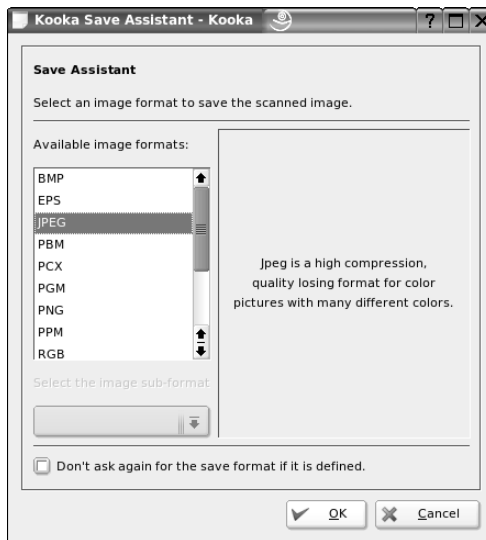 Kooka Save Assistant - Kooka
Save Assistant
Select an image format to save the scanned image.
Available image formats:
BMP
EPS
JPEG
PBM
PCX
PGM
PNG
PPM
RGB
Jpeg is a high compression,
quality losing format for color
pictures with many different colors.
Select the image sub-format
Don't ask again for the save format if it is defined.
OK
Cancel